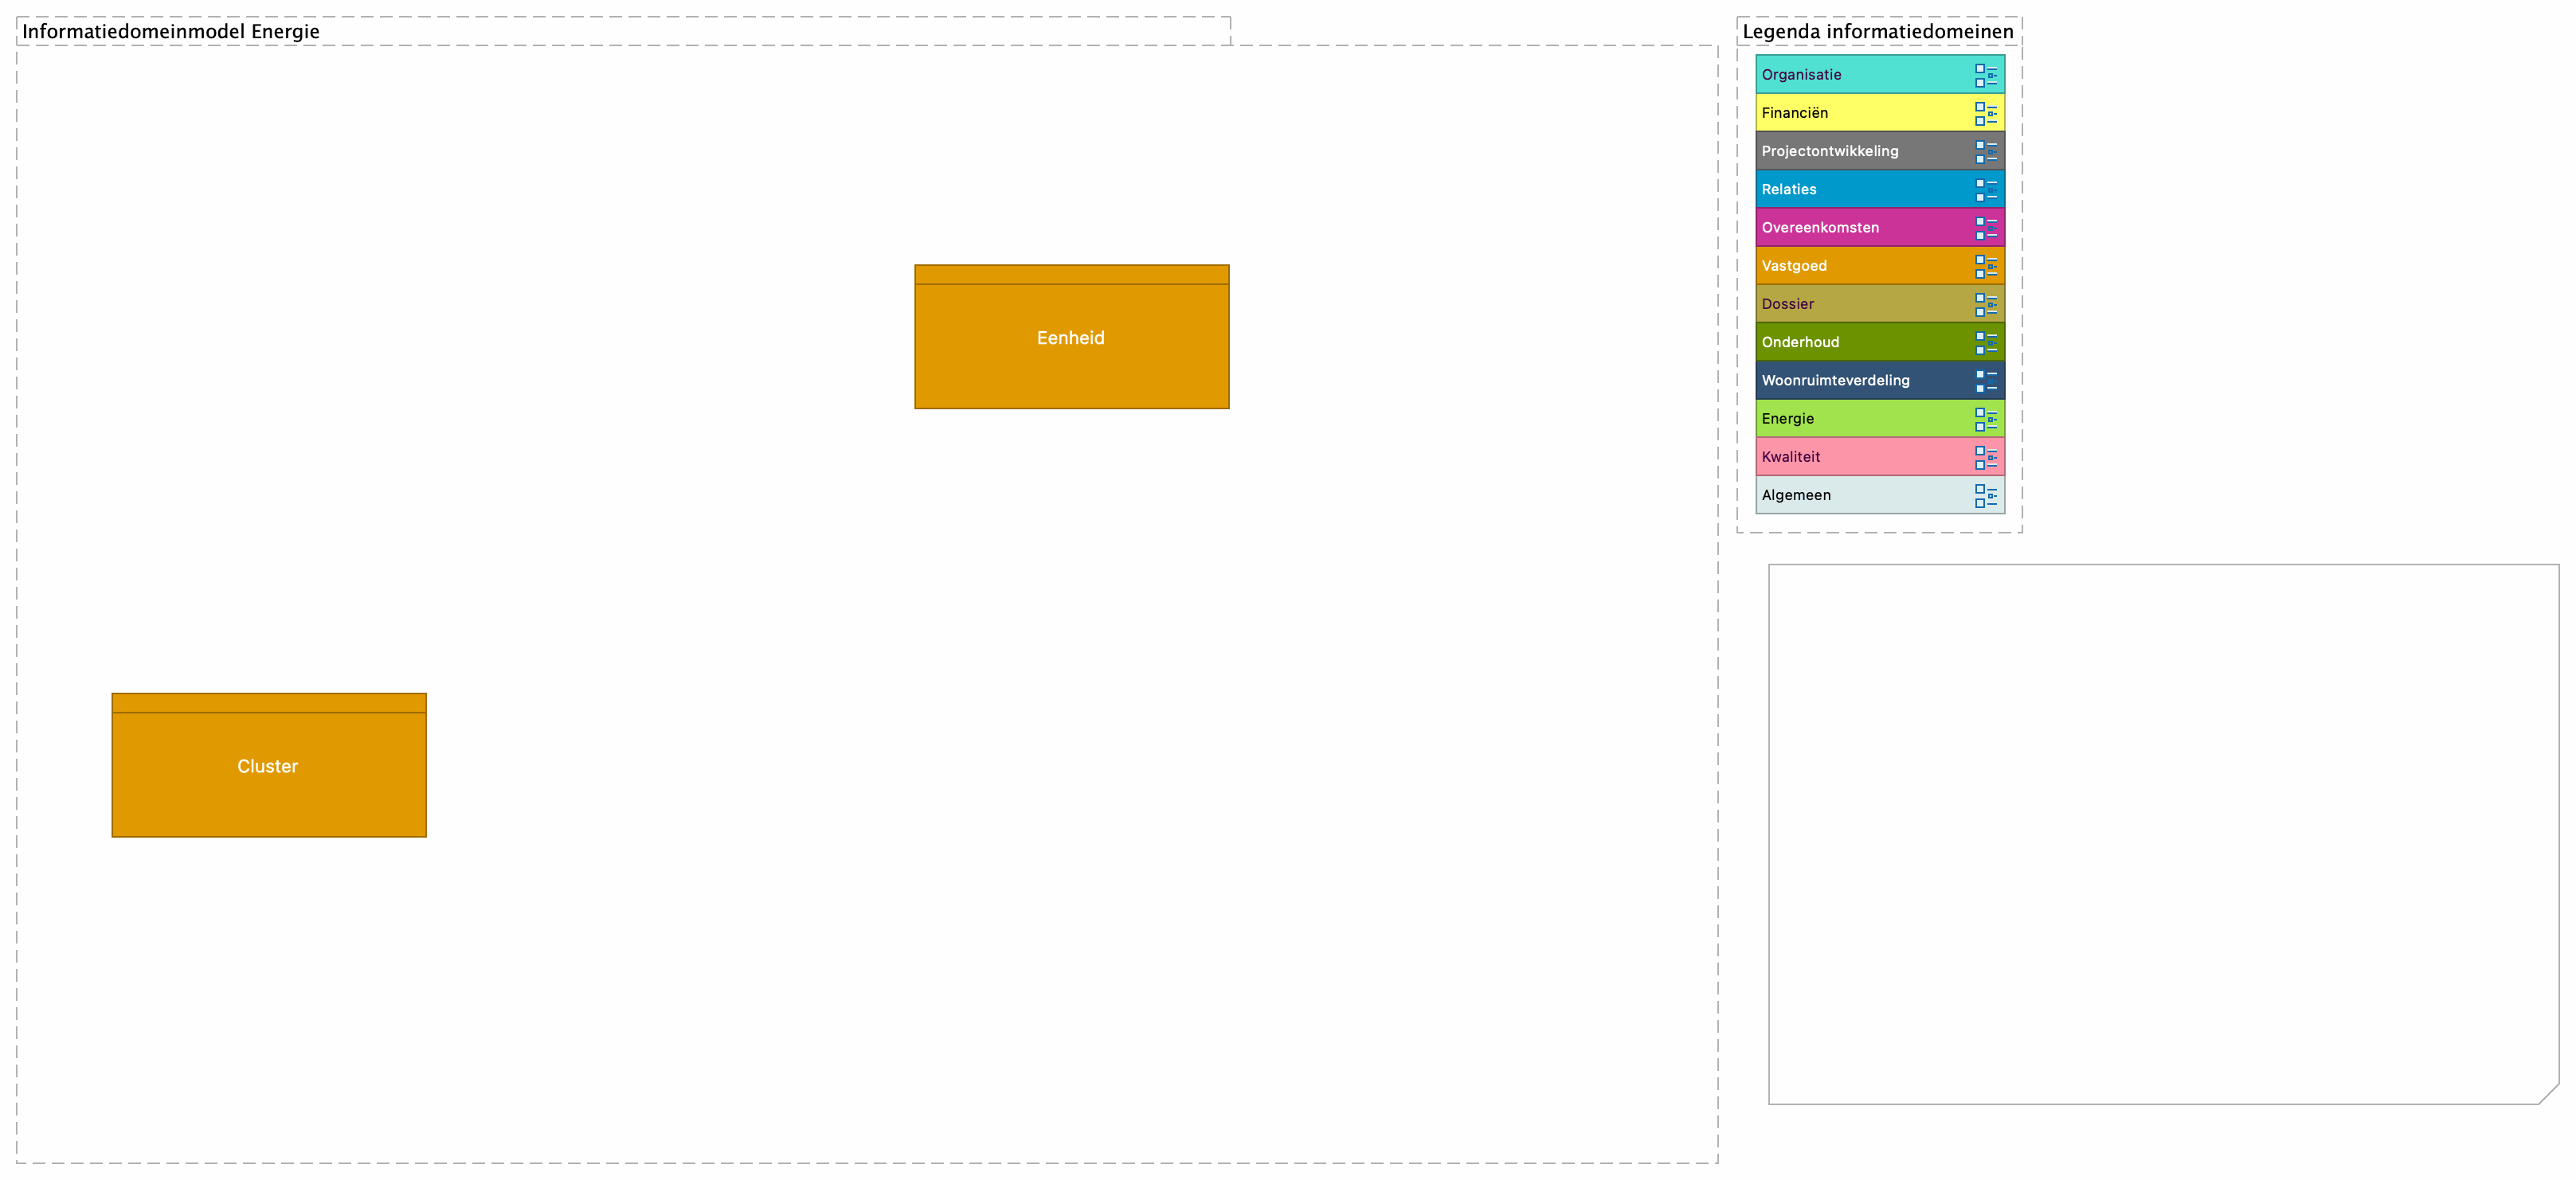 Informatiedomeinmodel Energie
Eenheid
Cluster
Legenda informatiedomeinen
Organisatie
Financiën
Projectontwikkeling
Relaties
Overeenkomsten
Vastgoed
Dossier
Onderhoud
Woonruimteverdeling
Energie
Kwaliteit
Algemeen